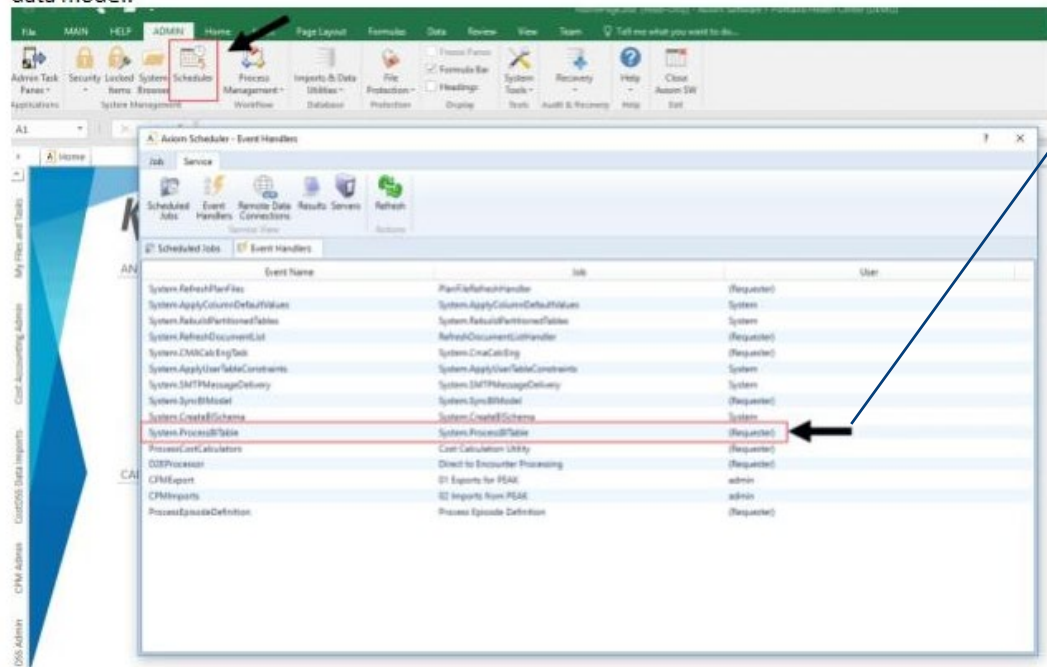 data model.
File MAIN HELP ADMIN Home Page Layout Formulas Data Review View Team Tell me what you want to do...
Admin Task Panes
Security
Locked Items
System Browser
Scheduler
Process Management
Imports & Data Utilities
File Protection
Freeze Panes
Formula Bar
Headings
System Tools
Recovery
Help
Close Axiom SW
Applications System Management Workflow Database Protection Display Tools Audit & Recovery Help Exit
A1
Home
Axiom Scheduler - Event Handlers ? X
Job Service
Scheduled Jobs
Event Handlers
Remote Data Connections
Results
Servers
Refresh
Service View Actions
Scheduled Jobs Event Handlers
Event Name Job User
System.RefreshPlanFiles PlanFileRefreshHandler (Requester)
System.ApplyColumnDefaultValues System.ApplyColumnDefaultValues System
System.RebuildPartitionedTables System.RebuildPartitionedTables System
System.RefreshDocumentList RefreshDocumentListHandler (Requester)
System.CMACalcEngTask System.CmaCalcEng (Requester)
System.ApplyUserTableConstraints System.ApplyUserTableConstraints System
System.SMTPMessageDelivery System.SMTPMessageDelivery System
System.SyncBIModel System.SyncBIModel (Requester)
System.CreateBISchema System.CreateBISchema System
System.ProcessBITable System.ProcessBITable (Requester)
ProcessCostCalculators Cost Calculation Utility (Requester)
D2EProcessor Direct to Encounter Processing (Requester)
CPMExport 01 Exports for PEAK admin
CPMImports 02 Imports from PEAK admin
ProcessEpisodeDefinition Process Episode Definition (Requester)
My Files and Tasks
Cost Accounting Admin
CostDSS Data Imports
CPM Admin
DSS Admin
K
AN
CA